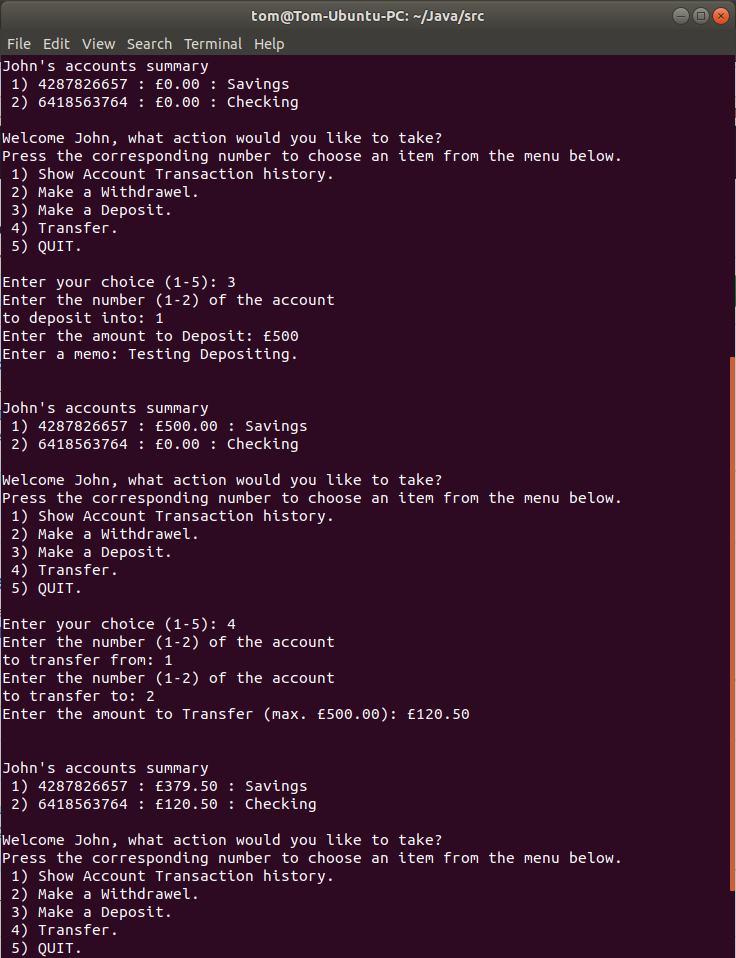 tom@Tom-Ubuntu-PC: ~/Java/src
File Edit View Search Terminal Help
John's accounts summary
1) 4287826657 : £0.00 : Savings
2) 6418563764 : £0.00 : Checking
Welcome John, what action would you like to take?
Press the corresponding number to choose an item from the menu below.
1) Show Account Transaction history.
2) Make a Withdrawel.
3) Make a Deposit.
4) Transfer.
5) QUIT.
Enter your choice (1-5): 3
Enter the number (1-2) of the account
to deposit into: 1
Enter the amount to Deposit: £500
Enter a memo: Testing Depositing.
John's accounts summary
1) 4287826657 : £500.00 : Savings
2) 6418563764 : £0.00 : Checking
Welcome John, what action would you like to take?
Press the corresponding number to choose an item from the menu below.
1) Show Account Transaction history.
2) Make a Withdrawel.
3) Make a Deposit.
4) Transfer.
5) QUIT.
Enter your choice (1-5): 4
Enter the number (1-2) of the account
to transfer from: 1
Enter the number (1-2) of the account
to transfer to: 2
Enter the amount to Transfer (max. £500.00): £120.50
John's accounts summary
1) 4287826657 : £379.50 : Savings
2) 6418563764 : £120.50 : Checking
Welcome John, what action would you like to take?
Press the corresponding number to choose an item from the menu below.
1) Show Account Transaction history.
2) Make a Withdrawel.
3) Make a Deposit.
4) Transfer.
5) QUIT.